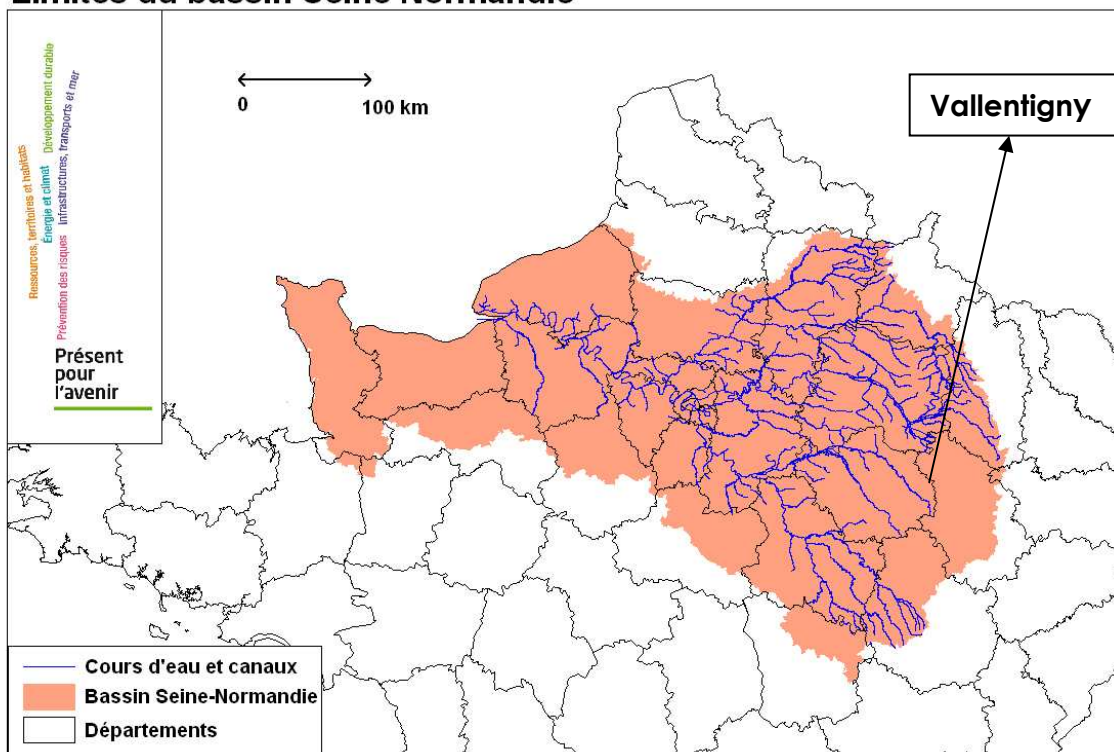 Limites du bassin Seine Normandie
Ressources, territoires et habitats
Énergie et climat Développement durable
Prévention des risques Infrastructures, transports et mer
Présent
pour
l'avenir
0 100 km
Vallentigny
Cours d'eau et canaux
Bassin Seine-Normandie
Départements